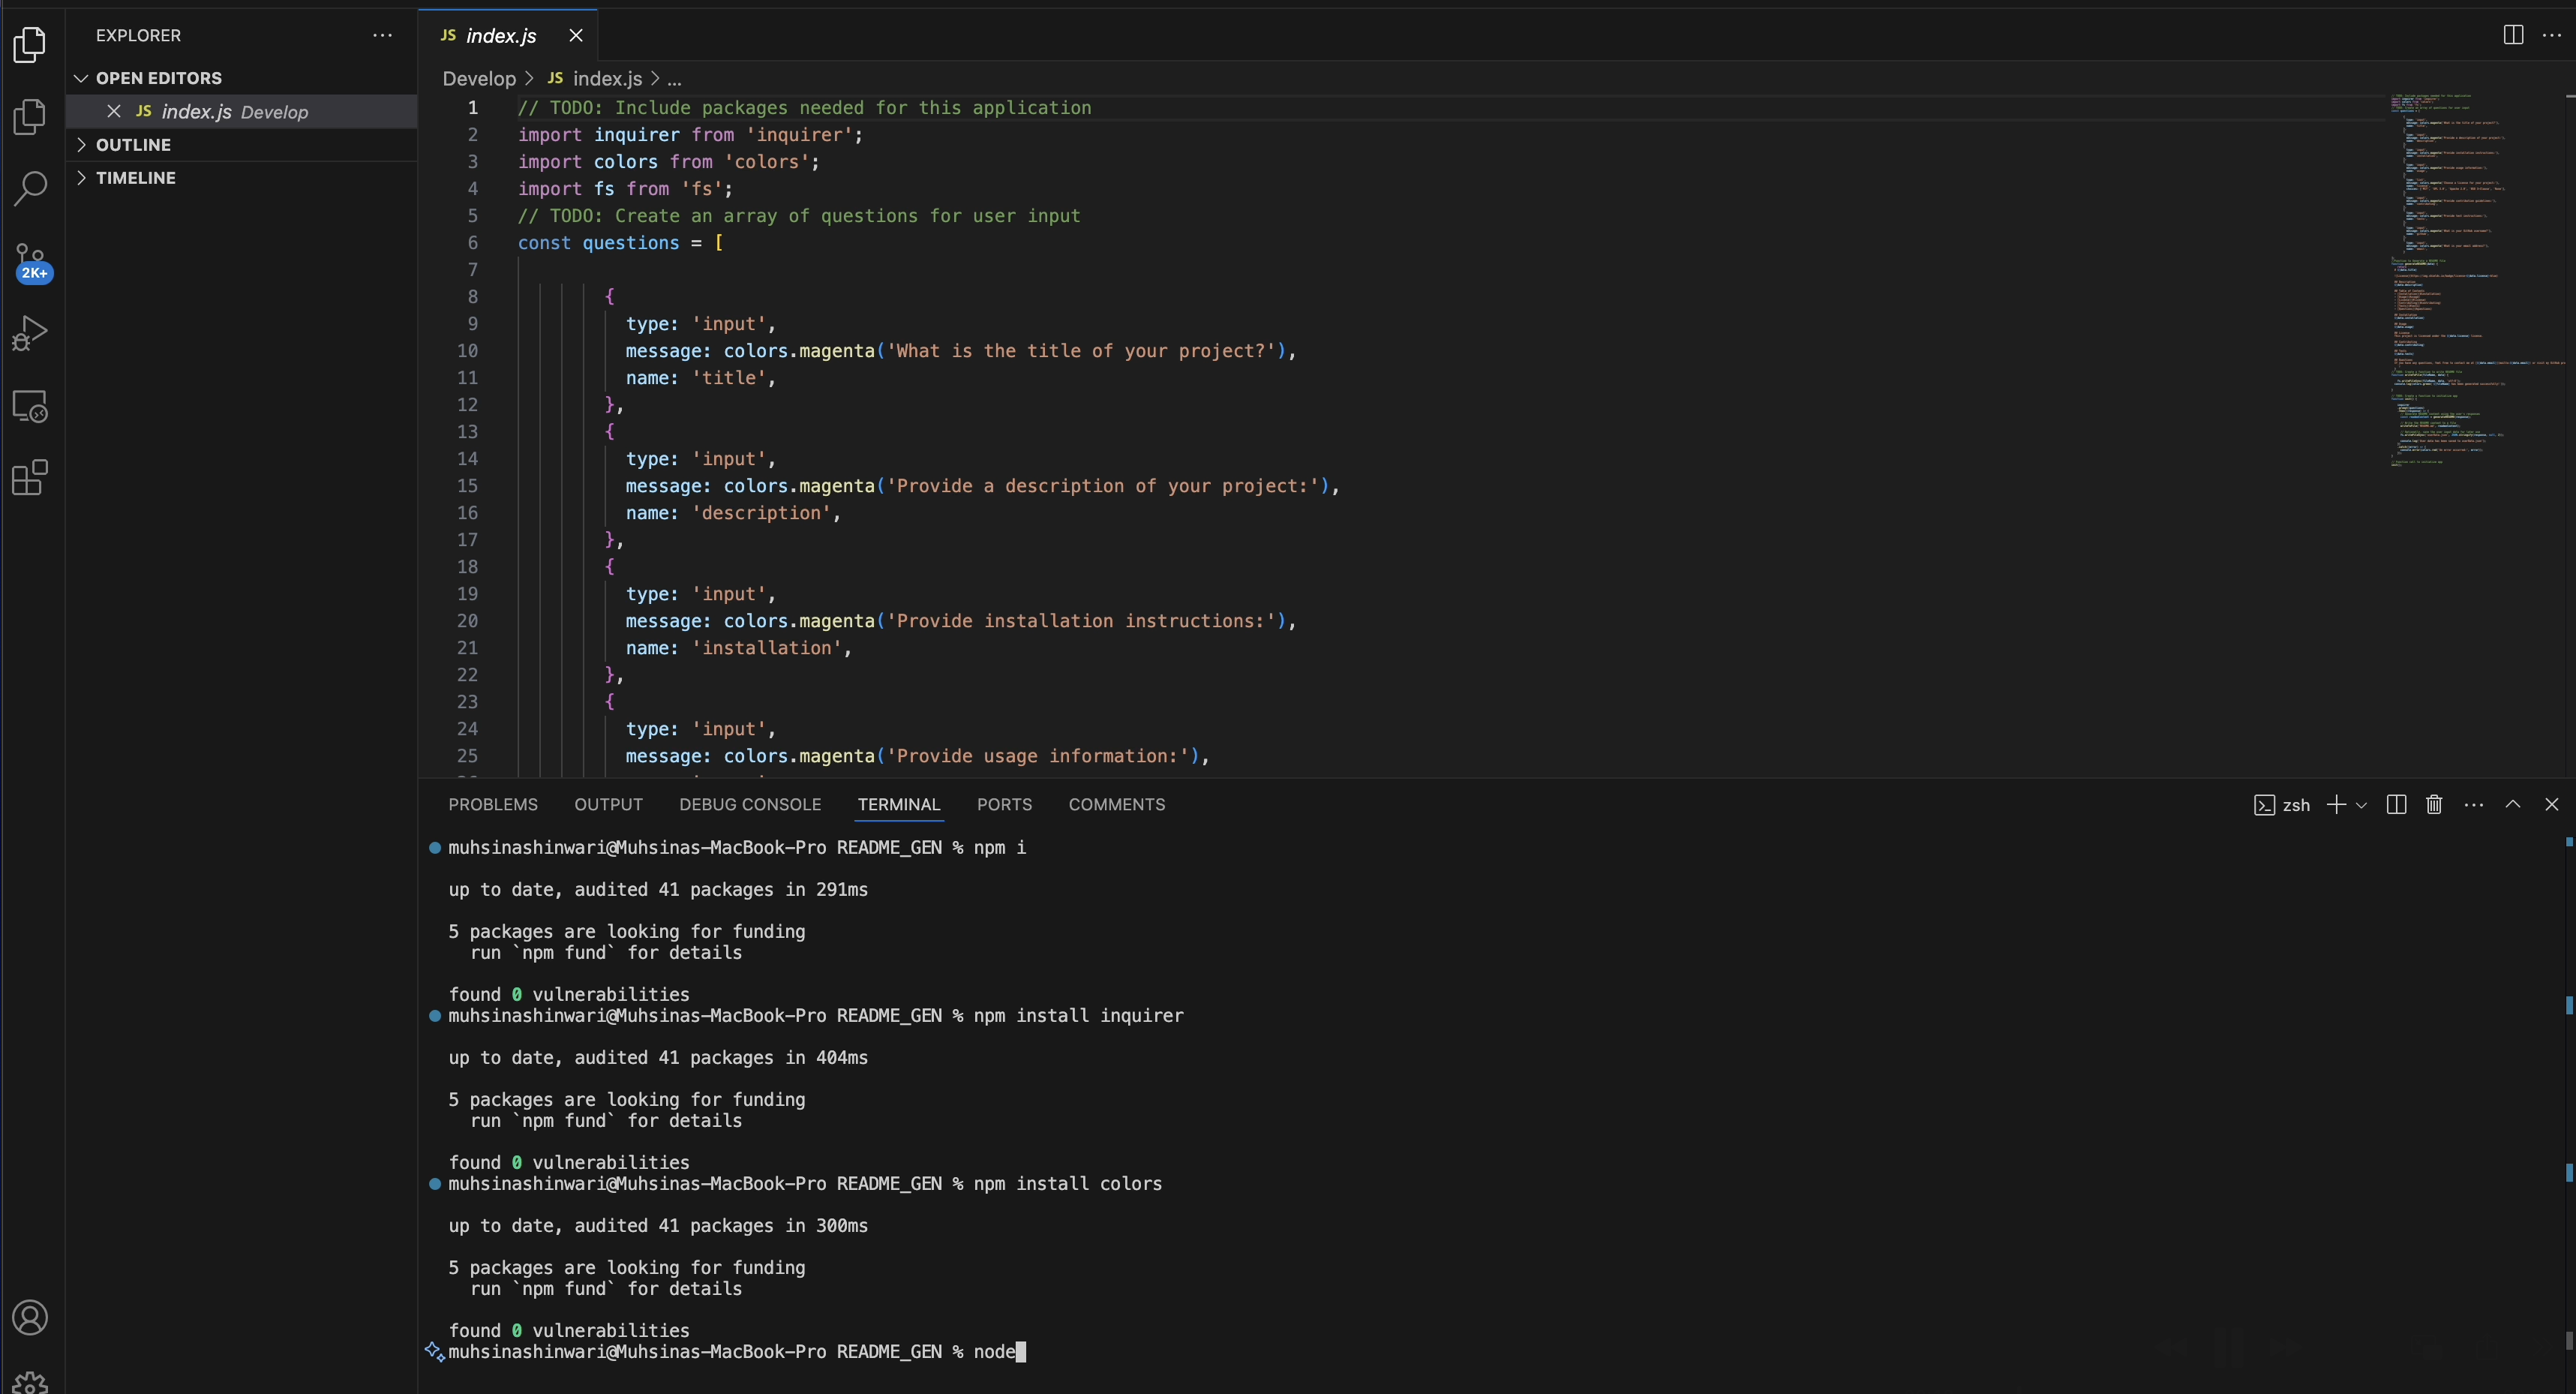 EXPLORER
OPEN EDITORS
JS index.js Develop
OUTLINE
TIMELINE
2K+
JS index.js
Develop > JS index.js > ...
1 // TODO: Include packages needed for this application
2 import inquirer from 'inquirer';
3 import colors from 'colors';
4 import fs from 'fs';
5 // TODO: Create an array of questions for user input
6 const questions = [
7
8 {
9 type: 'input',
10 message: colors.magenta('What is the title of your project?'),
11 name: 'title',
12 },
13 {
14 type: 'input',
15 message: colors.magenta('Provide a description of your project:'),
16 name: 'description',
17 },
18 {
19 type: 'input',
20 message: colors.magenta('Provide installation instructions:'),
21 name: 'installation',
22 },
23 {
24 type: 'input',
25 message: colors.magenta('Provide usage information:'),
PROBLEMS OUTPUT DEBUG CONSOLE TERMINAL PORTS COMMENTS
zsh
muhsinashinwari@Muhsinas-MacBook-Pro README_GEN % npm i
up to date, audited 41 packages in 291ms
5 packages are looking for funding
run `npm fund` for details
found 0 vulnerabilities
muhsinashinwari@Muhsinas-MacBook-Pro README_GEN % npm install inquirer
up to date, audited 41 packages in 404ms
5 packages are looking for funding
run `npm fund` for details
found 0 vulnerabilities
muhsinashinwari@Muhsinas-MacBook-Pro README_GEN % npm install colors
up to date, audited 41 packages in 300ms
5 packages are looking for funding
run `npm fund` for details
found 0 vulnerabilities
muhsinashinwari@Muhsinas-MacBook-Pro README_GEN % node